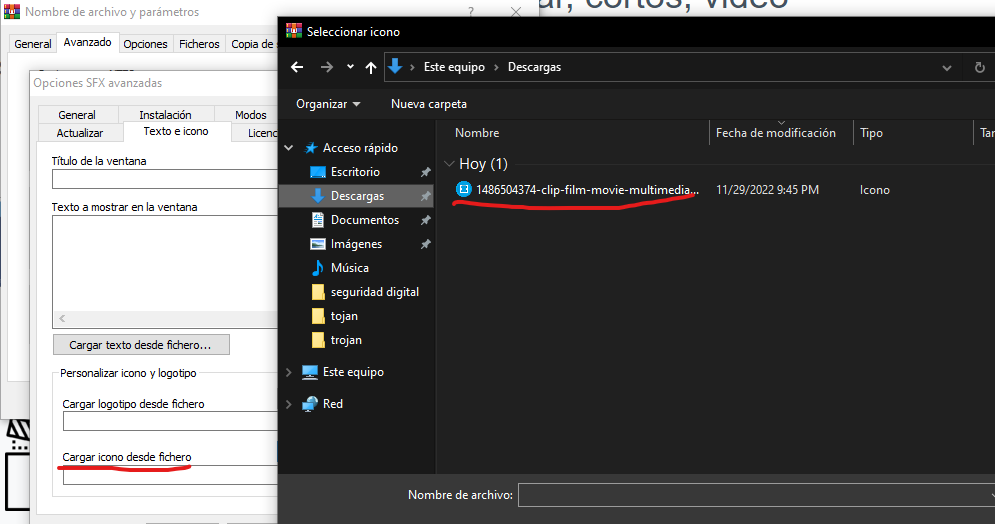 ar, cortos, video
Nombre de archivo y parámetros
?
General
Avanzado
Opciones
Ficheros
Copia de s
Opciones SFX avanzadas
General
Instalación
Modos
Actualizar
Texto e icono
Licenc
Título de la ventana
Texto a mostrar en la ventana
Cargar texto desde fichero...
Personalizar icono y logotipo
Cargar logotipo desde fichero
Cargar icono desde fichero
Seleccionar icono
Este equipo
Descargas
Organizar
Nueva carpeta
Acceso rápido
Escritorio
Descargas
Documentos
Imágenes
Música
seguridad digital
tojan
trojan
Este equipo
Red
Nombre
Fecha de modificación
Tipo
Tar
Hoy (1)
1486504374-clip-film-movie-multimedia...
11/29/2022 9:45 PM
Icono
Nombre de archivo: